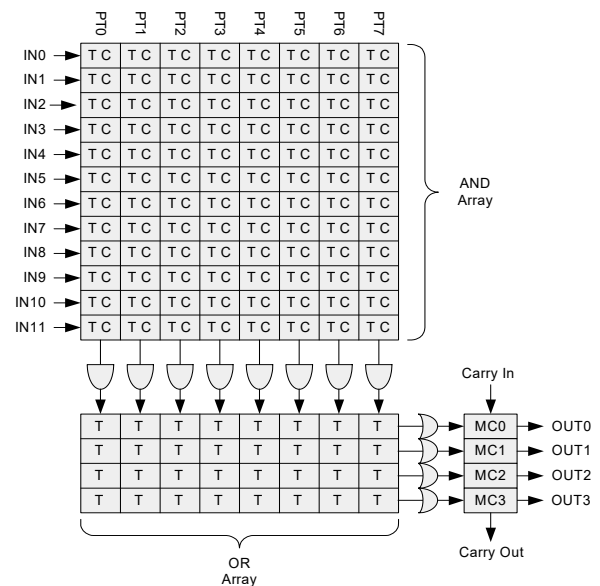 PT0 PT1 PT2 PT3 PT4 PT5 PT6 PT7
IN0 T C T C T C T C T C T C T C T C
IN1 T C T C T C T C T C T C T C T C
IN2 T C T C T C T C T C T C T C T C
IN3 T C T C T C T C T C T C T C T C
IN4 T C T C T C T C T C T C T C T C
IN5 T C T C T C T C T C T C T C T C
IN6 T C T C T C T C T C T C T C T C
IN7 T C T C T C T C T C T C T C T C
IN8 T C T C T C T C T C T C T C T C
IN9 T C T C T C T C T C T C T C T C
IN10 T C T C T C T C T C T C T C T C
IN11 T C T C T C T C T C T C T C T C
AND
Array
Carry In
T T T T T T T T MC0 OUT0
T T T T T T T T MC1 OUT1
T T T T T T T T MC2 OUT2
T T T T T T T T MC3 OUT3
Carry Out
OR
Array